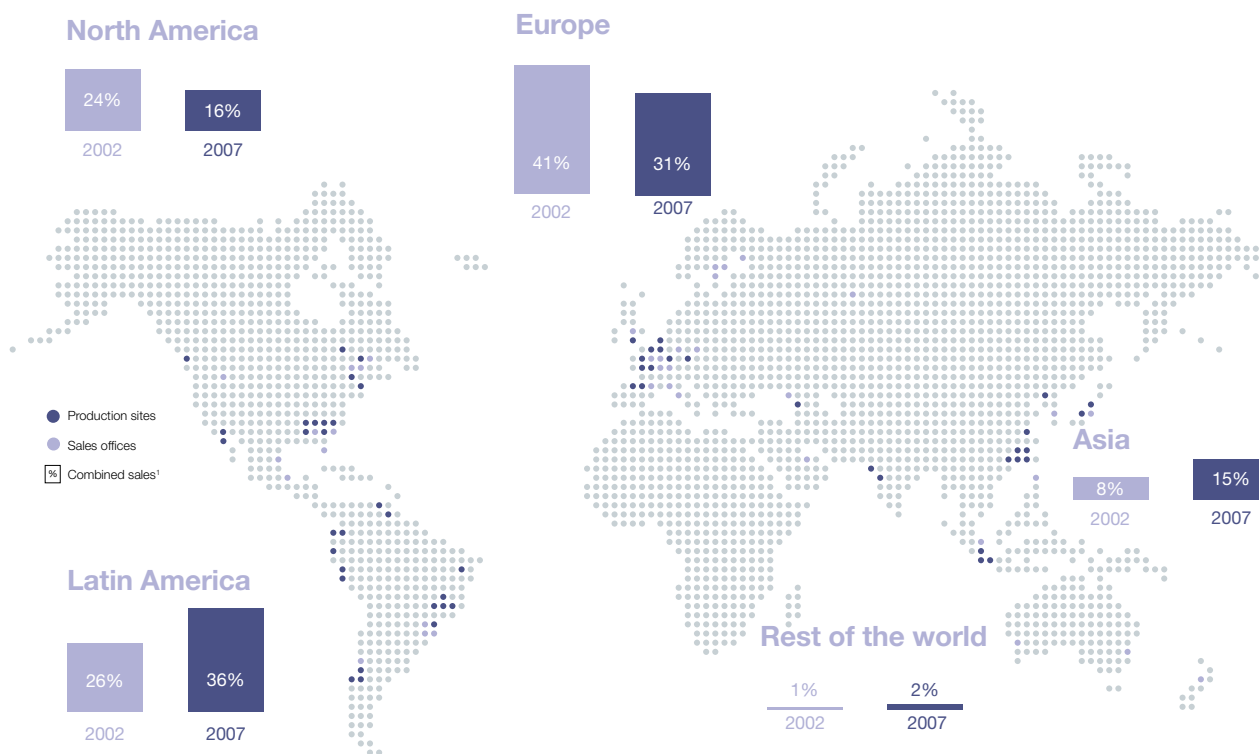 North America
24%
2002
16%
2007
Europe
41%
2002
31%
2007
Production sites
Sales offices
% Combined sales¹
Asia
8%
2002
15%
2007
Latin America
26%
2002
36%
2007
Rest of the world
1%
2002
2%
2007